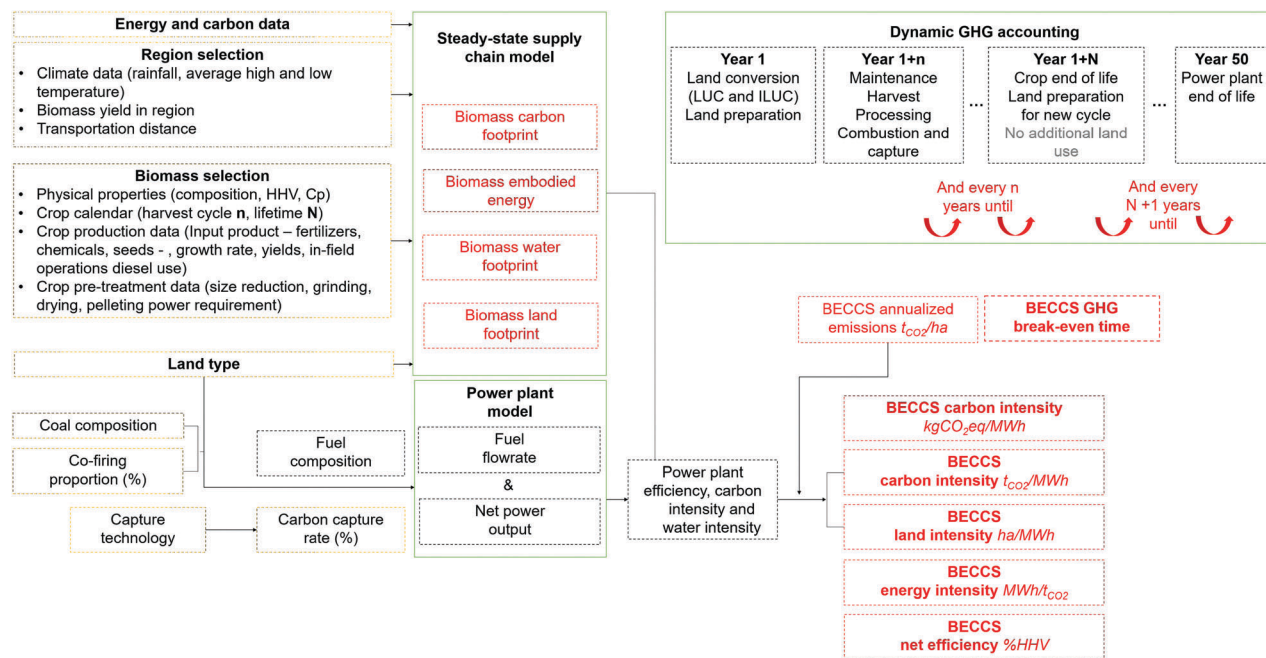 Energy and carbon data
Region selection
• Climate data (rainfall, average high and low
temperature)
• Biomass yield in region
• Transportation distance
Biomass selection
• Physical properties (composition, HHV, Cp)
• Crop calendar (harvest cycle n, lifetime N)
• Crop production data (Input product – fertilizers,
chemicals, seeds - , growth rate, yields, in-field
operations diesel use)
• Crop pre-treatment data (size reduction, grinding,
drying, pelleting power requirement)
Land type
Coal composition
Co-firing
proportion (%)
Capture
technology
Fuel
composition
Carbon capture
rate (%)
Steady-state supply
chain model
Biomass carbon
footprint
Biomass embodied
energy
Biomass water
footprint
Biomass land
footprint
Power plant
model
Fuel
flowrate
&
Net power
output
Power plant
efficiency, carbon
intensity and
water intensity
Dynamic GHG accounting
Year 1
Land conversion
(LUC and ILUC)
Land preparation
Year 1+n
Maintenance
Harvest
Processing
Combustion and
capture
...
Year 1+N
Crop end of life
Land preparation
for new cycle
No additional land
use
...
Year 50
Power plant
end of life
And every n
years until
And every
N +1 years
until
BECCS annualized
emissions tCO2/ha
BECCS GHG
break-even time
BECCS carbon intensity
kgCO2eq/MWh
BECCS
carbon intensity tCO2/MWh
BECCS
land intensity ha/MWh
BECCS
energy intensity MWh/tCO2
BECCS
net efficiency %HHV